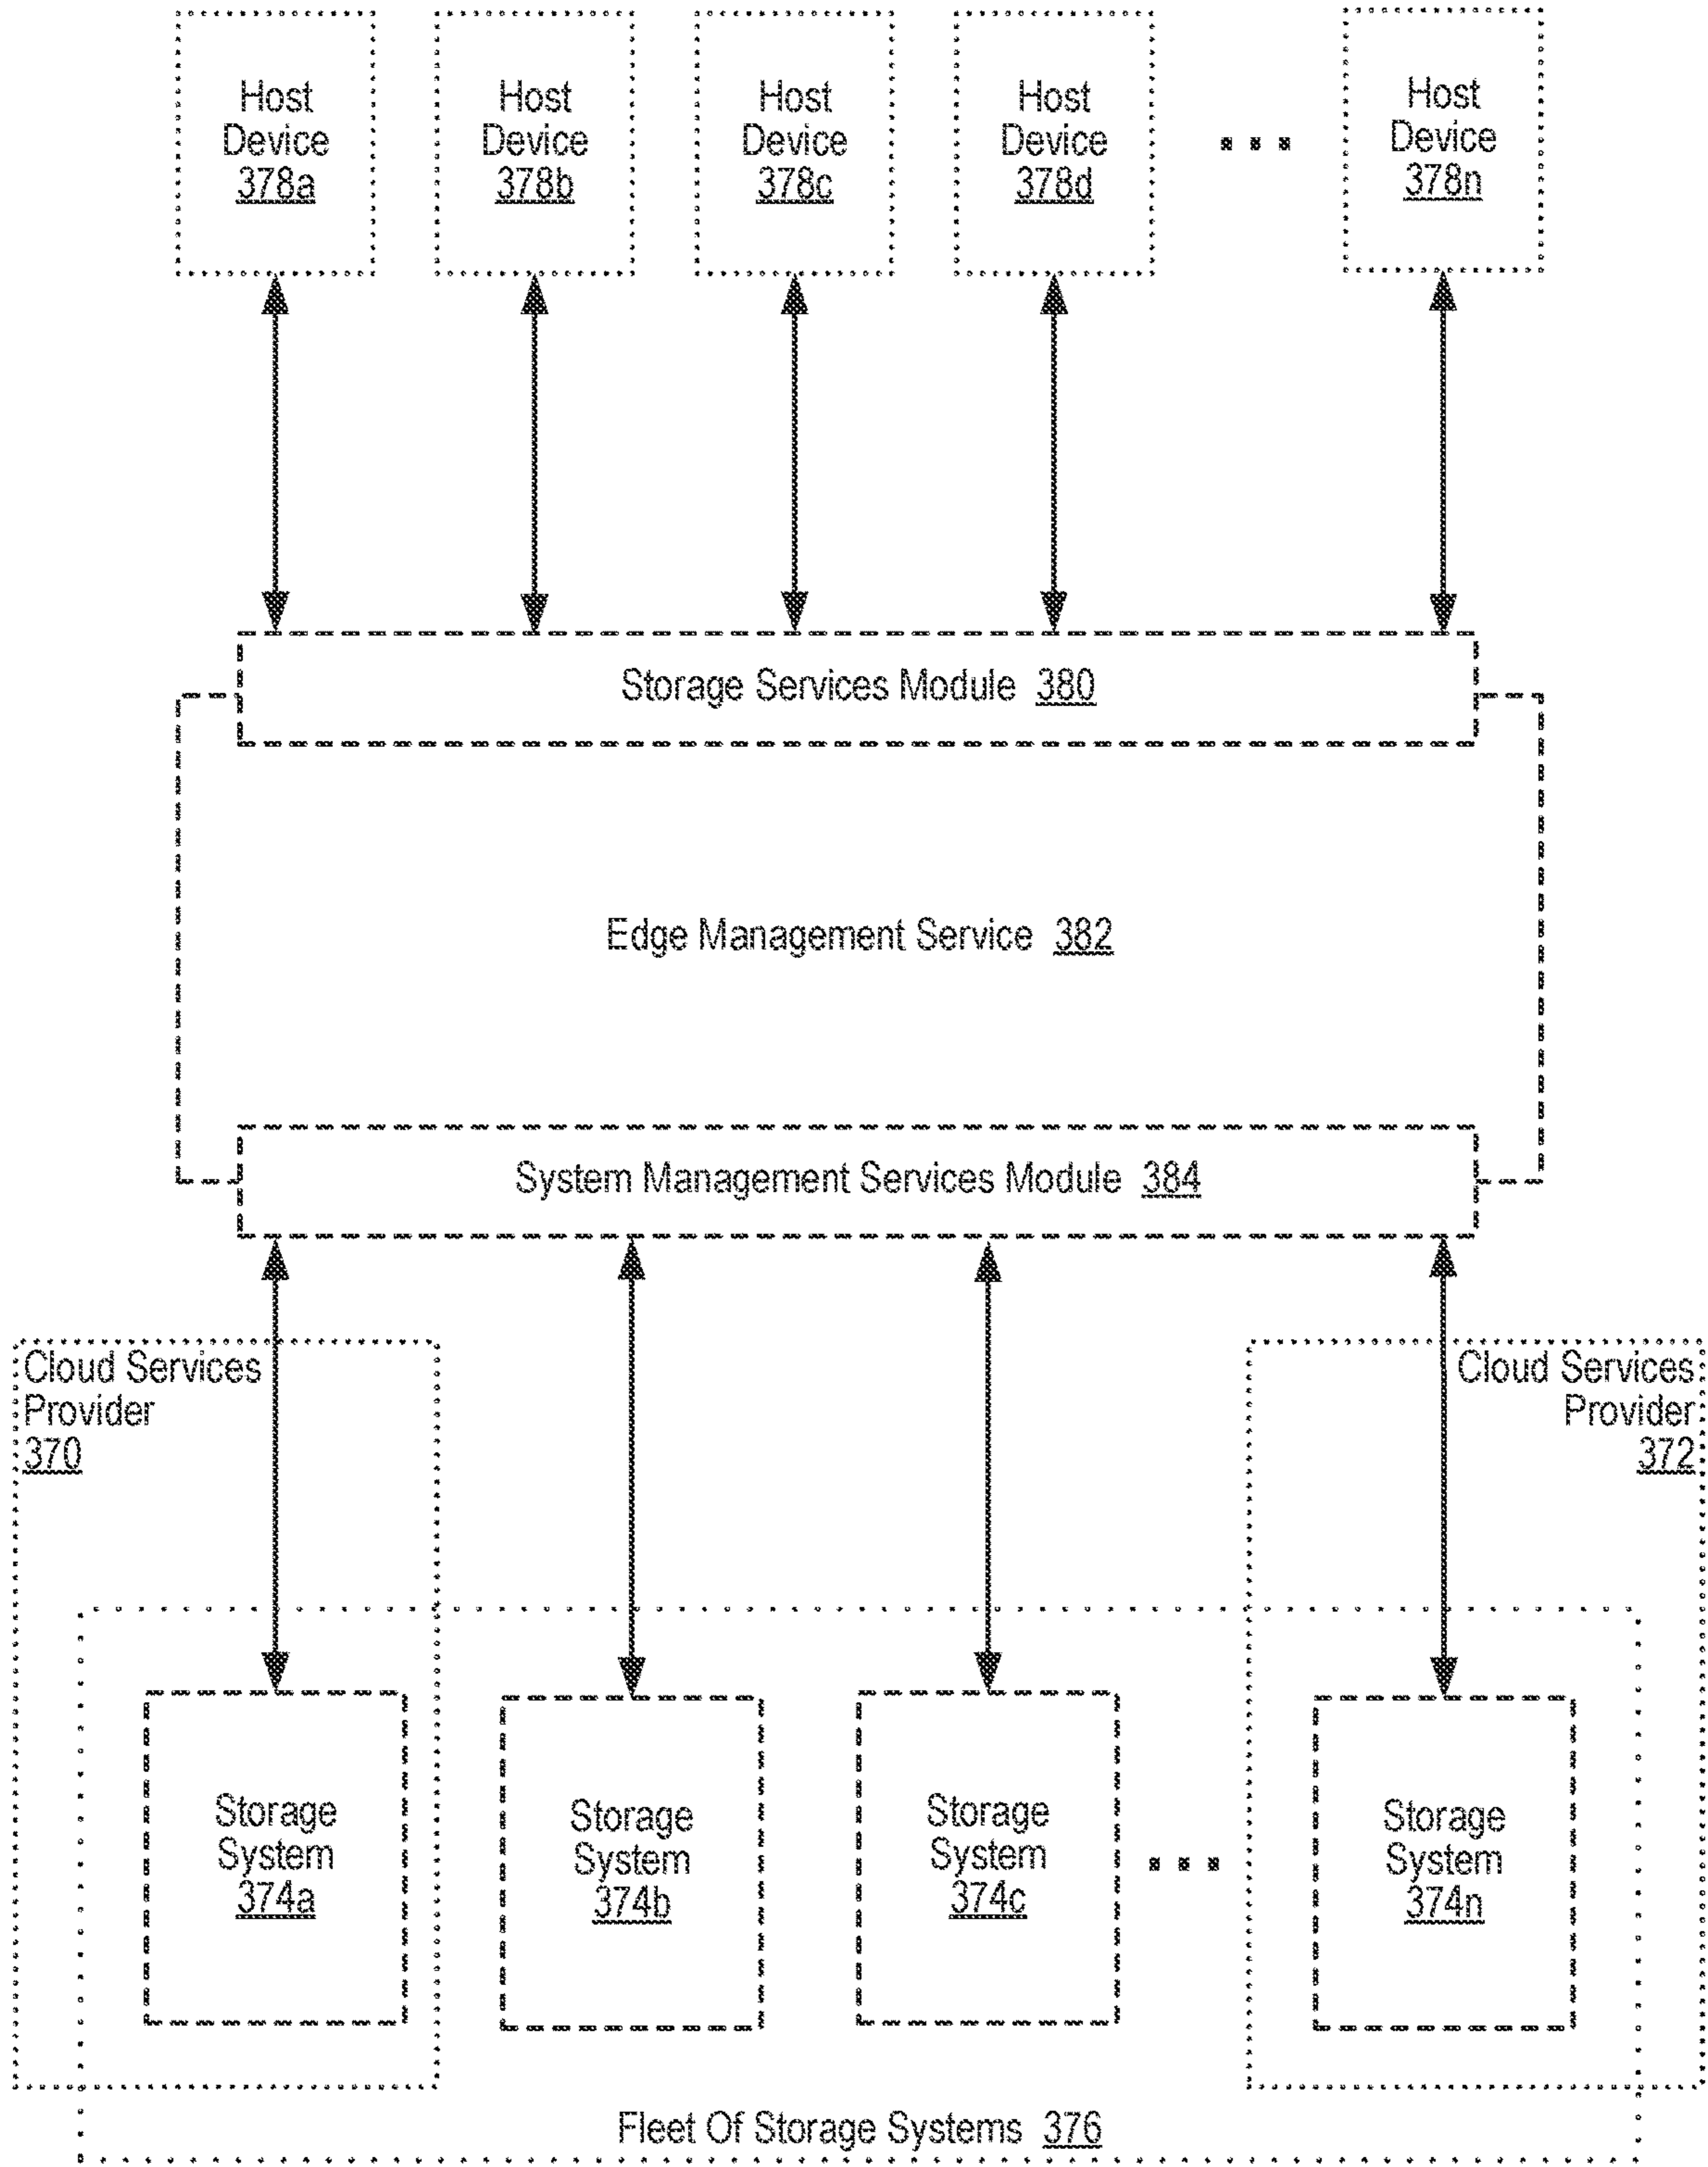 Host
Device
378a
Host
Device
378b
Host
Device
378c
Host
Device
378d
...
Host
Device
378n
Storage Services Module 380
Edge Management Service 382
System Management Services Module 384
Cloud Services
Provider
370
Cloud Services
Provider
372
Storage
System
374a
Storage
System
374b
Storage
System
374c
...
Storage
System
374n
Fleet Of Storage Systems 376